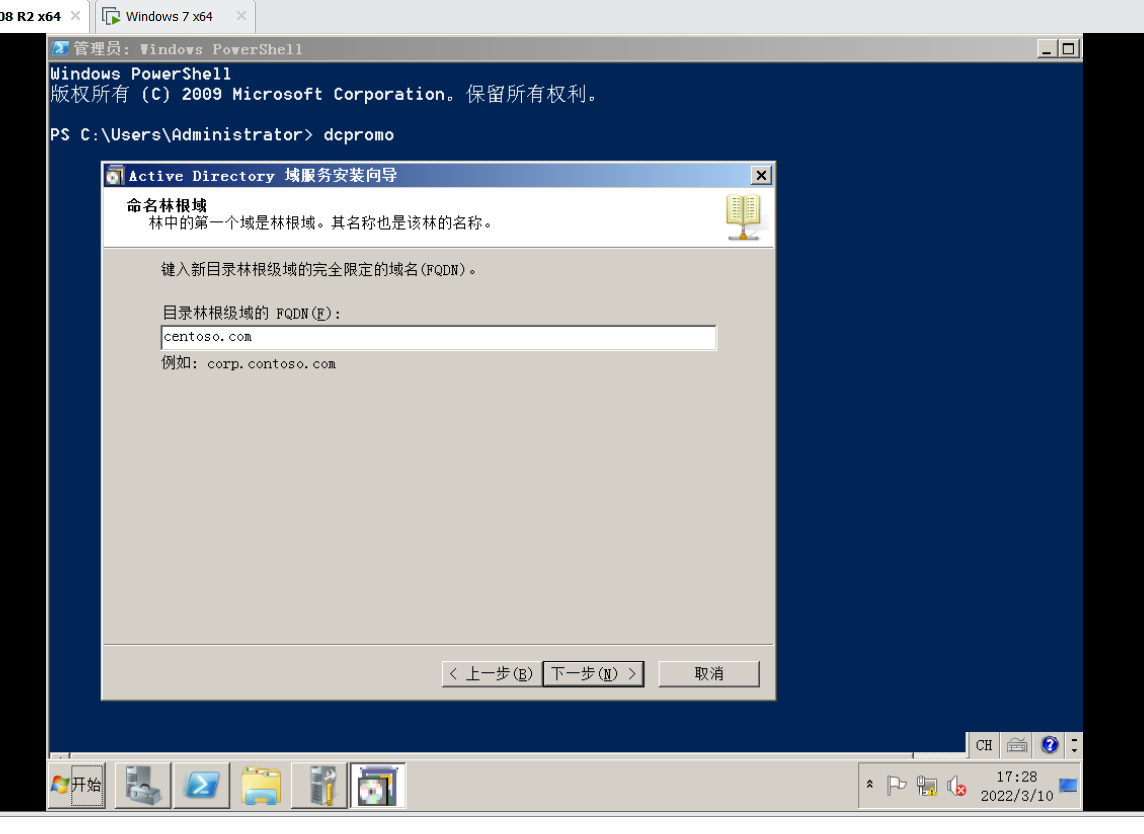 08 R2 x64
Windows 7 x64
管理员: Windows PowerShell
Windows PowerShell
版权所有 (C) 2009 Microsoft Corporation。保留所有权利。
PS C:\Users\Administrator> dcpromo
Active Directory 域服务安装向导
命名林根域
林中的第一个域是林根域。其名称也是该林的名称。
键入新目录林根级域的完全限定的域名(FQDN)。
目录林根级域的 FQDN(F):
centoso.com
例如: corp.contoso.com
< 上一步(B) 下一步(N) > 取消
CH
开始
17:28
2022/3/10